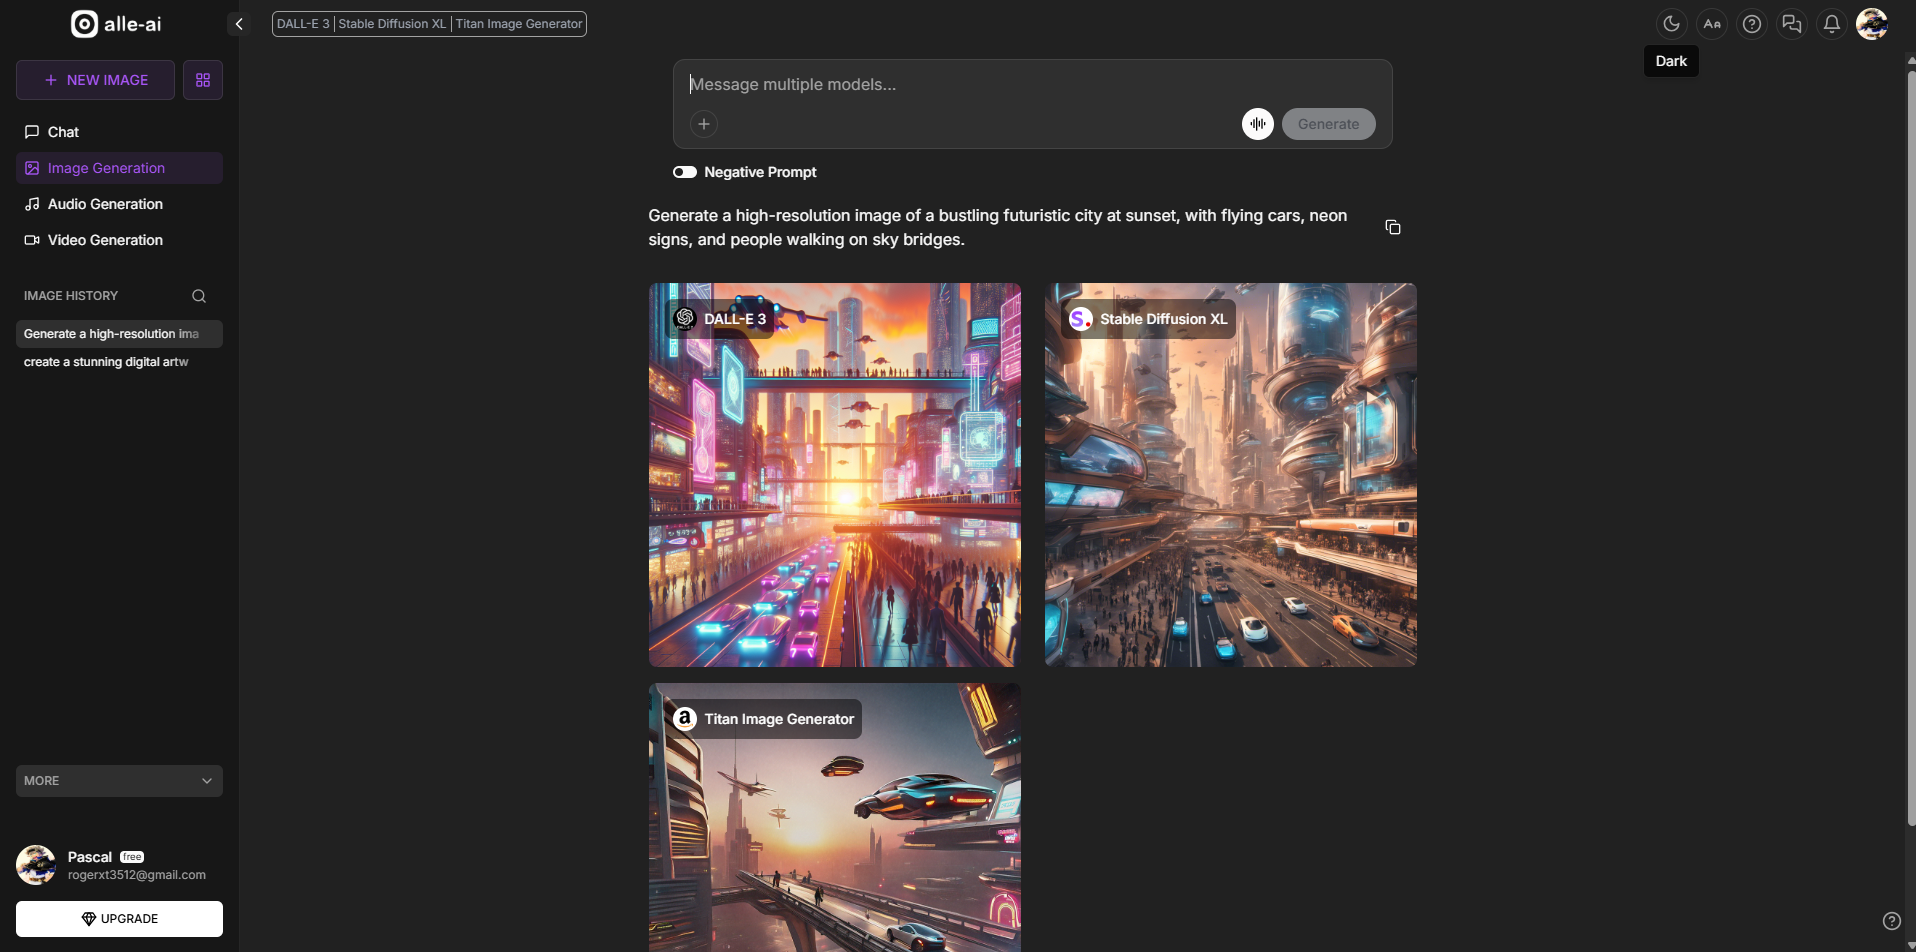 alle-ai
DALL-E 3 | Stable Diffusion XL | Titan Image Generator
Dark
NEW IMAGE
Chat
Image Generation
Audio Generation
Video Generation
IMAGE HISTORY
Generate a high-resolution ima
create a stunning digital artw
MORE
Pascal free
rogerxt3512@gmail.com
UPGRADE
Message multiple models...
Generate
Negative Prompt
Generate a high-resolution image of a bustling futuristic city at sunset, with flying cars, neon
signs, and people walking on sky bridges.
DALL-E 3
Stable Diffusion XL
Titan Image Generator